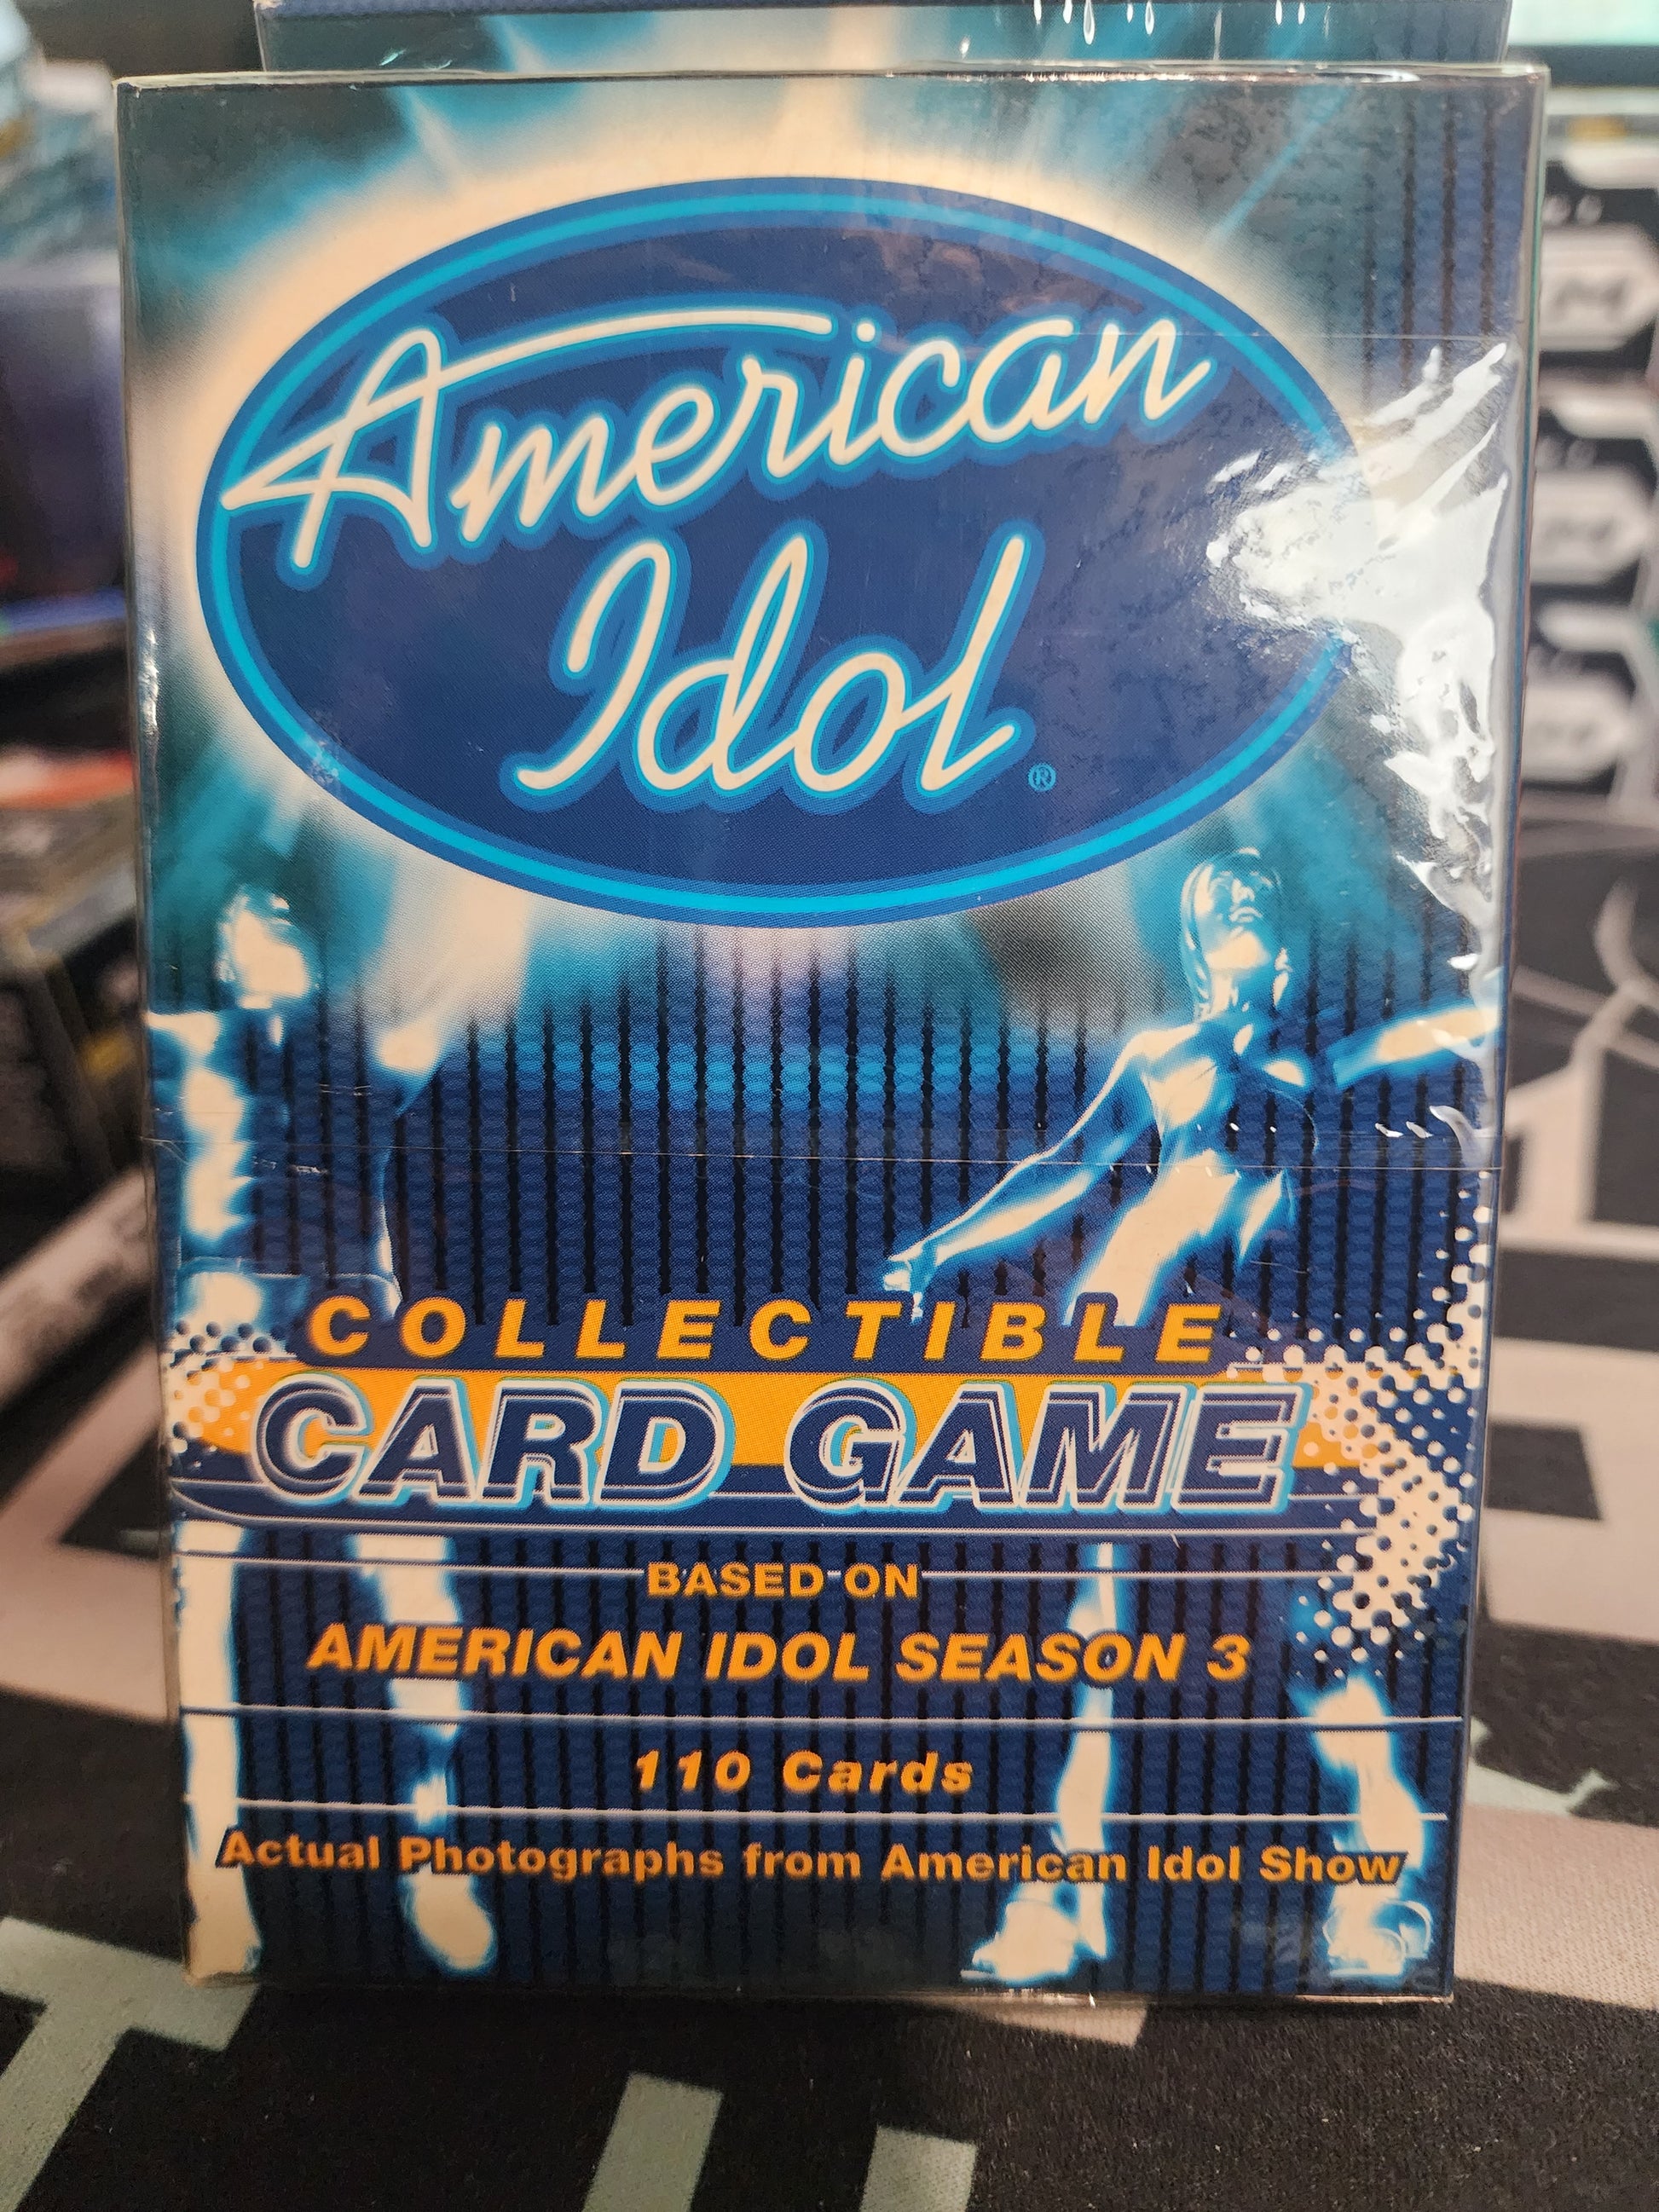 American
Idol®
COLLECTIBLE
CARD GAME
BASED ON
AMERICAN IDOL SEASON 3
110 Cards
Actual Photographs from American Idol Show